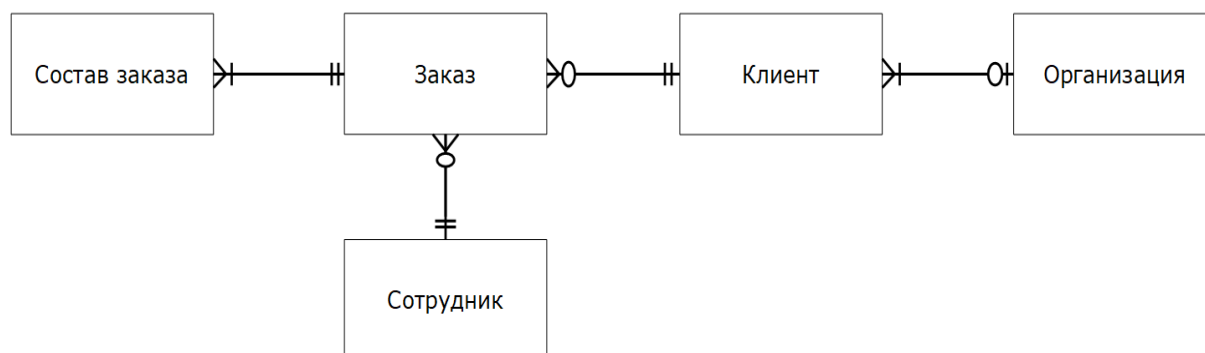 Состав заказа
Заказ
Клиент
Организация
Сотрудник